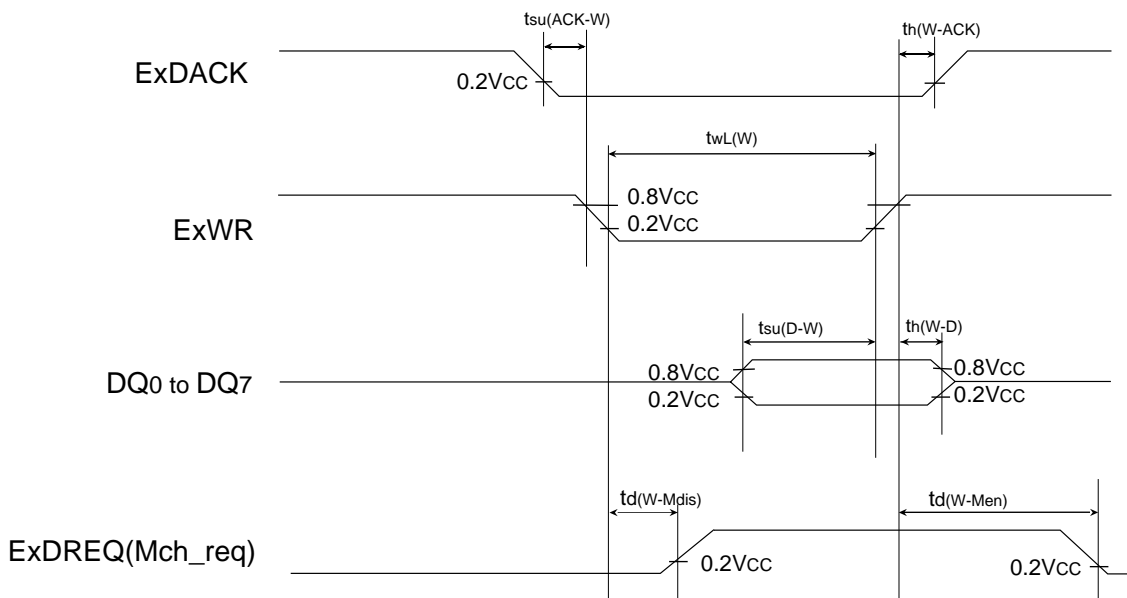 tsu(ACK-W)
th(W-ACK)
ExDACK
0.2VCC
twL(W)
0.8VCC
ExWR
0.2VCC
tsu(D-W)
th(W-D)
DQ0 to DQ7
0.8VCC
0.8VCC
0.2VCC
0.2VCC
td(W-Mdis)
td(W-Men)
ExDREQ(Mch_req)
0.2VCC
0.2VCC